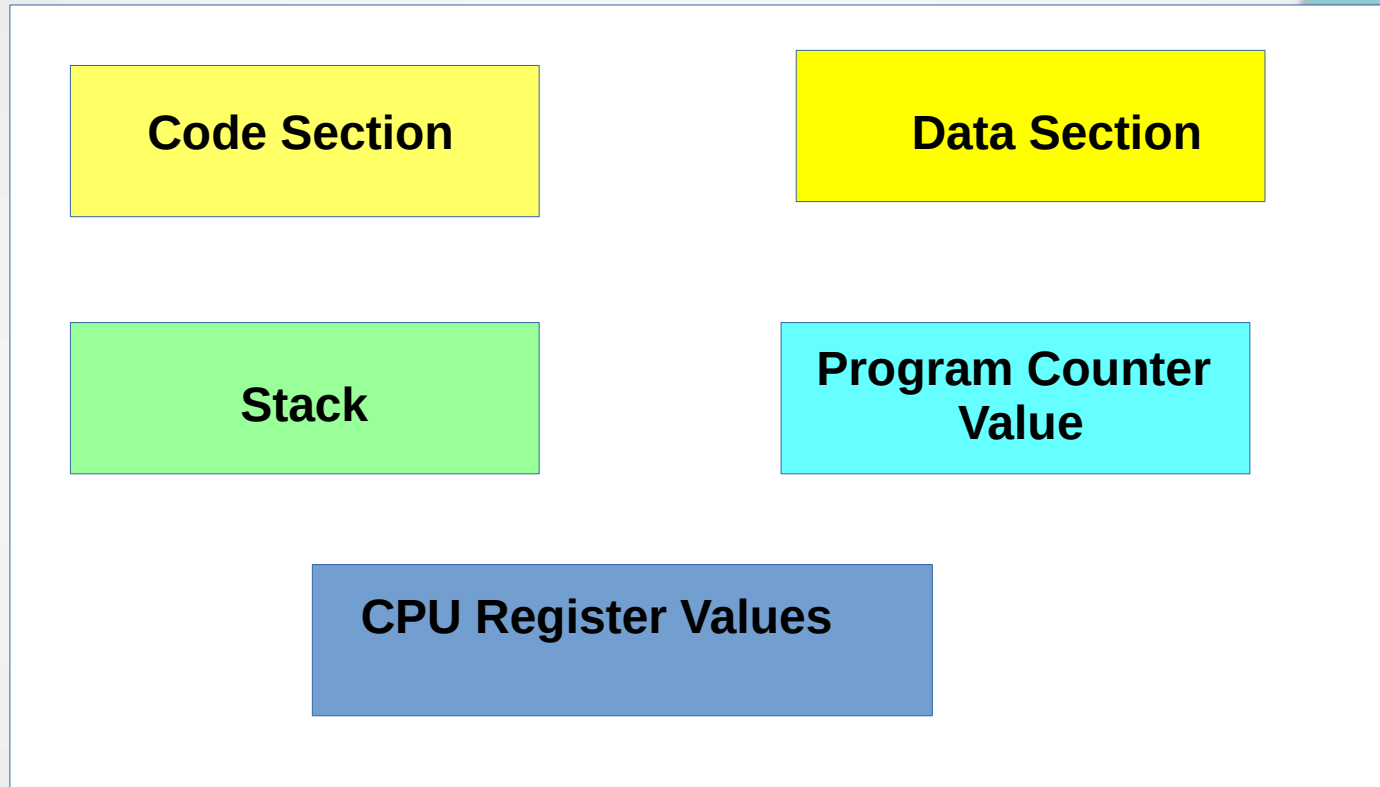 Code Section
Data Section
Stack
Program Counter
Value
CPU Register Values